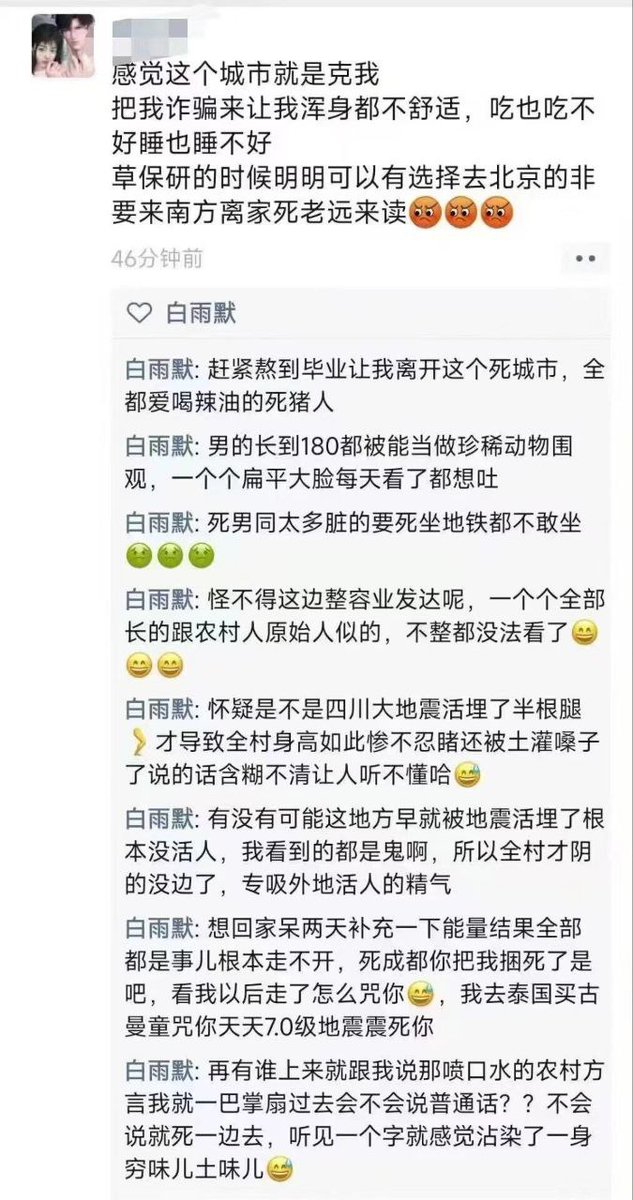 感觉这个城市就是克我
把我诈骗来让我浑身都不舒适，吃也吃不
好睡也睡不好
草保研的时候明明可以有选择去北京的非
要来南方离家死老远来读😡😡😡
46分钟前
白雨默
白雨默: 赶紧熬到毕业让我离开这个死城市，全
都爱喝辣油的死猪人
白雨默: 男的长到180都被能当做珍稀动物围
观，一个个扁平大脸每天看了都想吐
白雨默: 死男同太多脏的要死坐地铁都不敢坐
🤢🤢🤢
白雨默: 怪不得这边整容业发达呢，一个个全部
长的跟农村人原始人似的，不整都没法看了😄
😄😄
白雨默: 怀疑是不是四川大地震活埋了半根腿
🦵才导致全村身高如此惨不忍睹还被土灌嗓子
了说的话含糊不清让人听不懂哈😅
白雨默: 有没有可能这地方早就被地震活埋了根
本没活人，我看到的都是鬼啊，所以全村才阴
的没边了，专吸外地活人的精气
白雨默: 想回家呆两天补充一下能量结果全部
都是事儿根本走不开，死成都你把我捆死了是
吧，看我以后走了怎么咒你😅，我去泰国买古
曼童咒你天天7.0级地震震死你
白雨默: 再有谁上来就跟我说那喷口水的农村方
言我就一巴掌扇过去会不会说普通话？？不会
说就死一边去，听见一个字就感觉沾染了一身
穷味儿土味儿😅